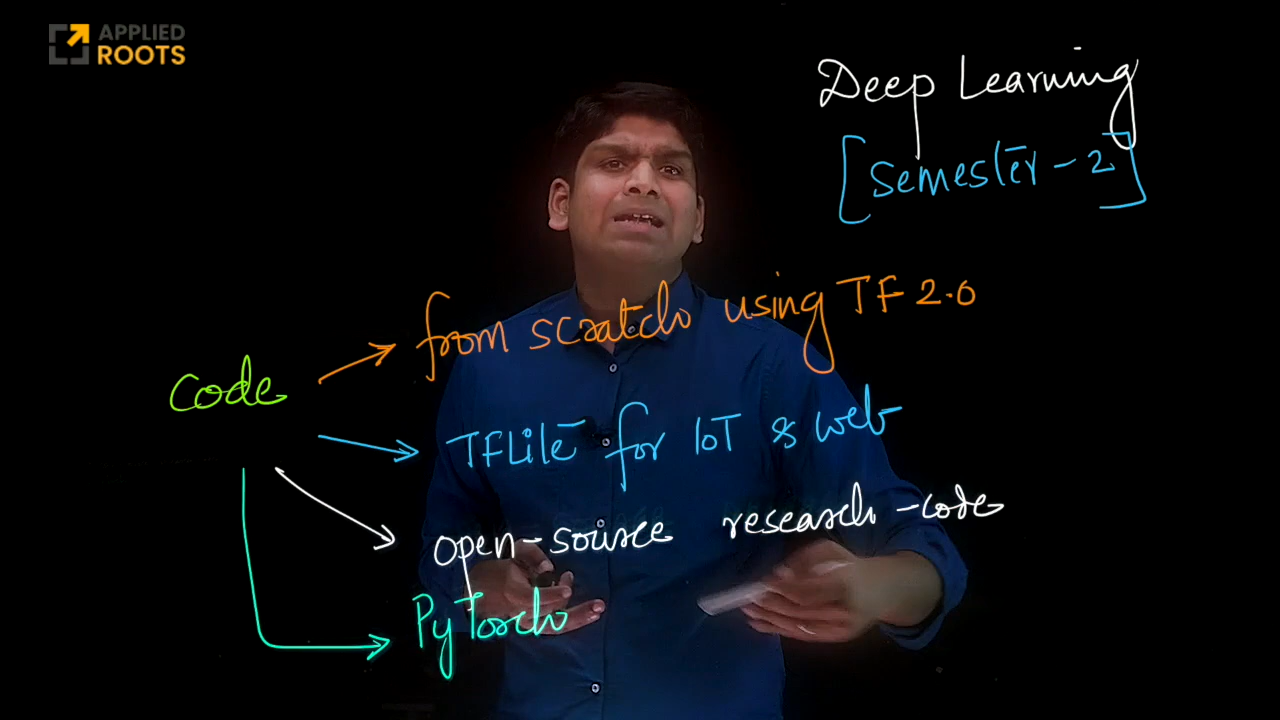 APPLIED
ROOTS
Deep Learning
[Semester-2]
from scratch using TF 2.0
Code
TFLite for IoT & web
open-source research-code
PyTorch